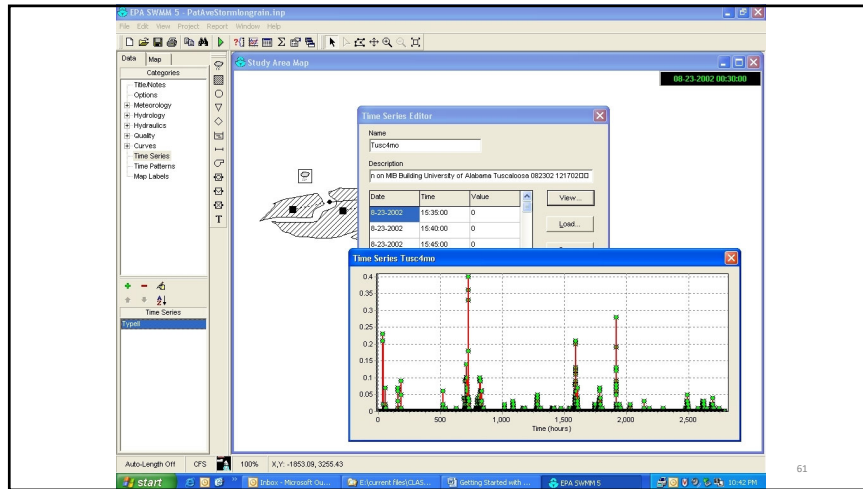 EPA SWMM 5 - PatAveStormlongrain.inp
File Edit View Project Report Window Help
Data Map
Categories
Title/Notes
Options
Meteorology
Hydrology
Hydraulics
Quality
Curves
Time Series
Time Patterns
Map Labels
Time Series
TypeII
Study Area Map
08-23-2002 00:30:00
Time Series Editor
Name
Tusc4mo
Description
n on MIB Building University of Alabama Tuscaloosa 082302 121702
Date Time Value
8-23-2002 15:35:00 0
8-23-2002 15:40:00 0
8-23-2002 15:45:00 0
View...
Load...
Time Series Tusc4mo
0.4
0.35
0.3
0.25
0.2
0.15
0.1
0.05
0
0 500 1,000 1,500 2,000 2,500
Time (hours)
Auto-Length Off CFS 100% X,Y: -1853.09, 3255.43
start Inbox - Microsoft Ou... E:\current files\CLAS... Getting Started with ... EPA SWMM 5 10:42 PM
61